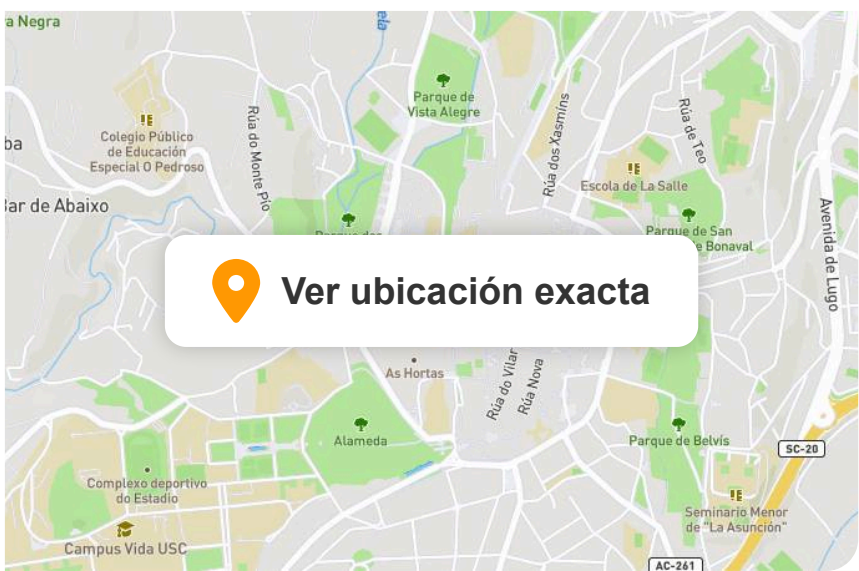 a Negra
ela
Parque de
Vista Alegre
Colegio Público
de Educación
Especial O Pedroso
Rúa do Monte Pío
Rúa dos Xasmíns
Rúa de Teo
ba
Escola de La Salle
Bar de Abaixo
Avenida de Lugo
Parque de San
e Bonaval
Ver ubicación exacta
As Hortas
Rúa do Vilar
Rúa Nova
Alameda
Parque de Belvís
SC-20
Complexo deportivo
do Estadio
Seminario Menor
de "La Asunción"
Campus Vida USC
AC-261